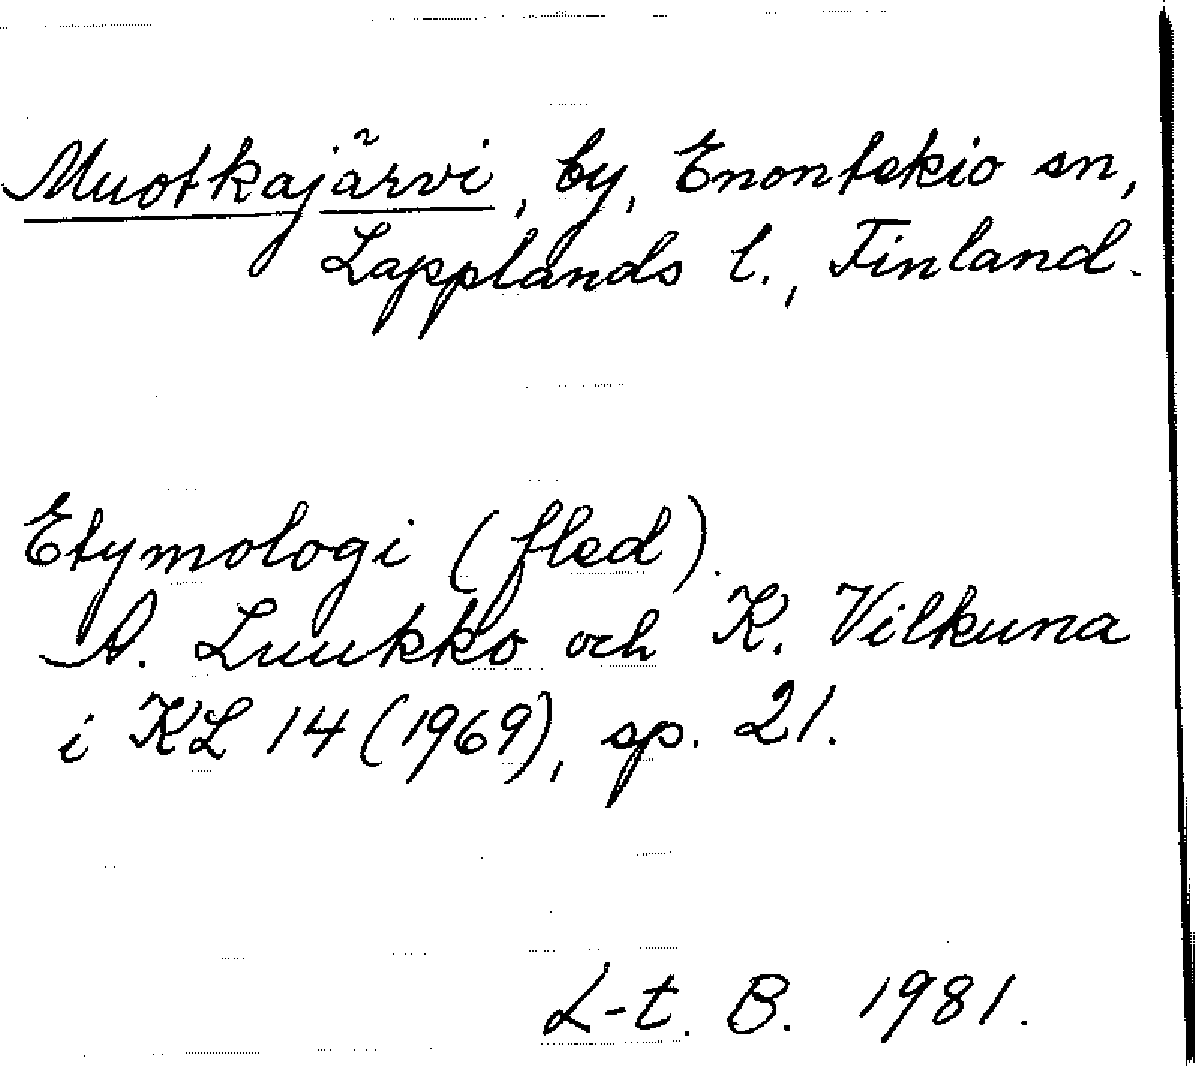 Muotkajärvi, by, Enontekio sn,
Lapplands l., Finland.
Etymologi (fled).
A. Luukko och K. Vilkuna
i KL 14 (1969), sp. 21.
L-t. B. 1981.